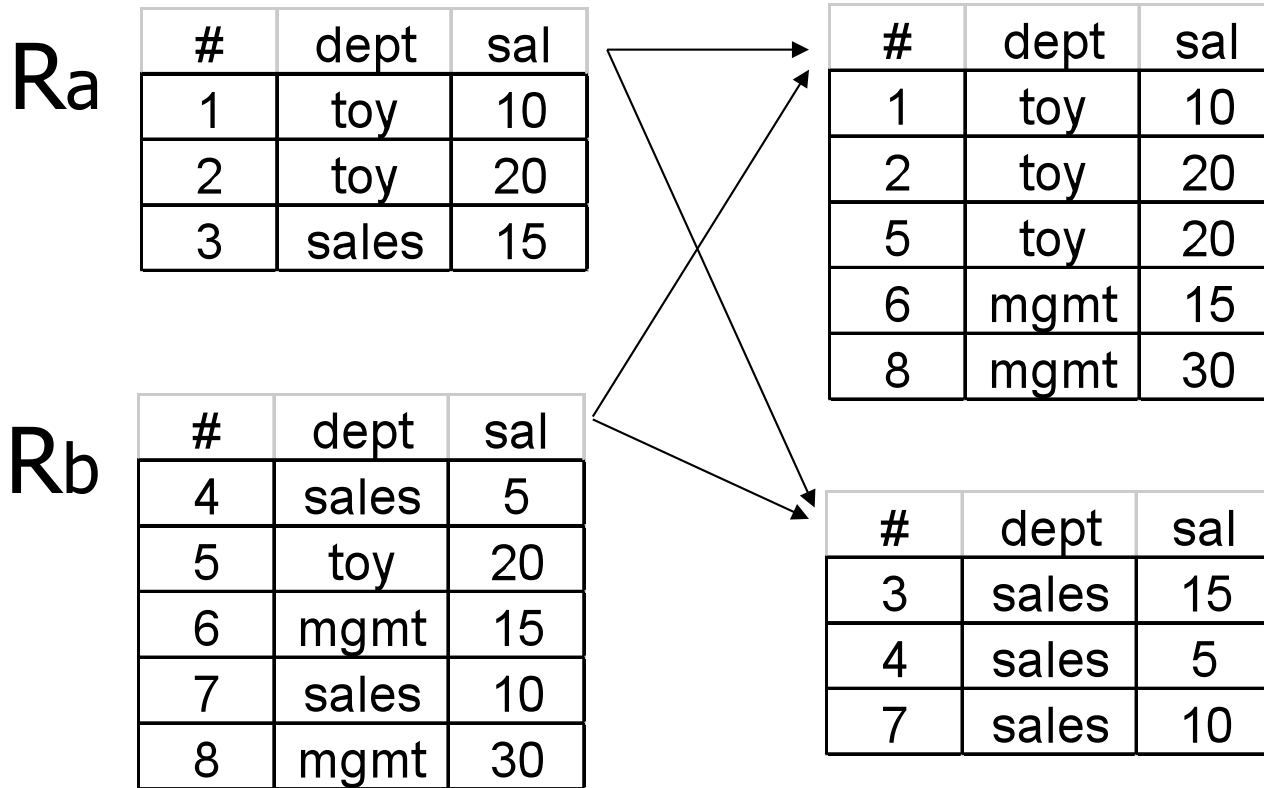 Ra
# dept sal
1 toy 10
2 toy 20
3 sales 15
Rb
# dept sal
4 sales 5
5 toy 20
6 mgmt 15
7 sales 10
8 mgmt 30
# dept sal
1 toy 10
2 toy 20
5 toy 20
6 mgmt 15
8 mgmt 30
# dept sal
3 sales 15
4 sales 5
7 sales 10